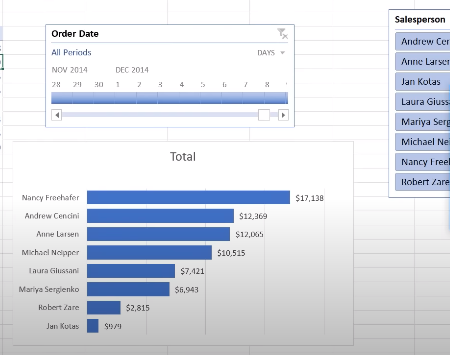 Order Date
All Periods
DAYS
NOV 2014 DEC 2014
28 29 30 1 2 3 4 5 6 7 8
Salesperson
Andrew Cen
Anne Larsen
Jan Kotas
Laura Giuss
Mariya Serg
Michael Ne
Nancy Freeh
Robert Zare
Total
Nancy Freehafer $17,138
Andrew Cencini $12,369
Anne Larsen $12,065
Michael Neipper $10,515
Laura Giussani $7,421
Mariya Sergienko $6,943
Robert Zare $2,815
Jan Kotas $979